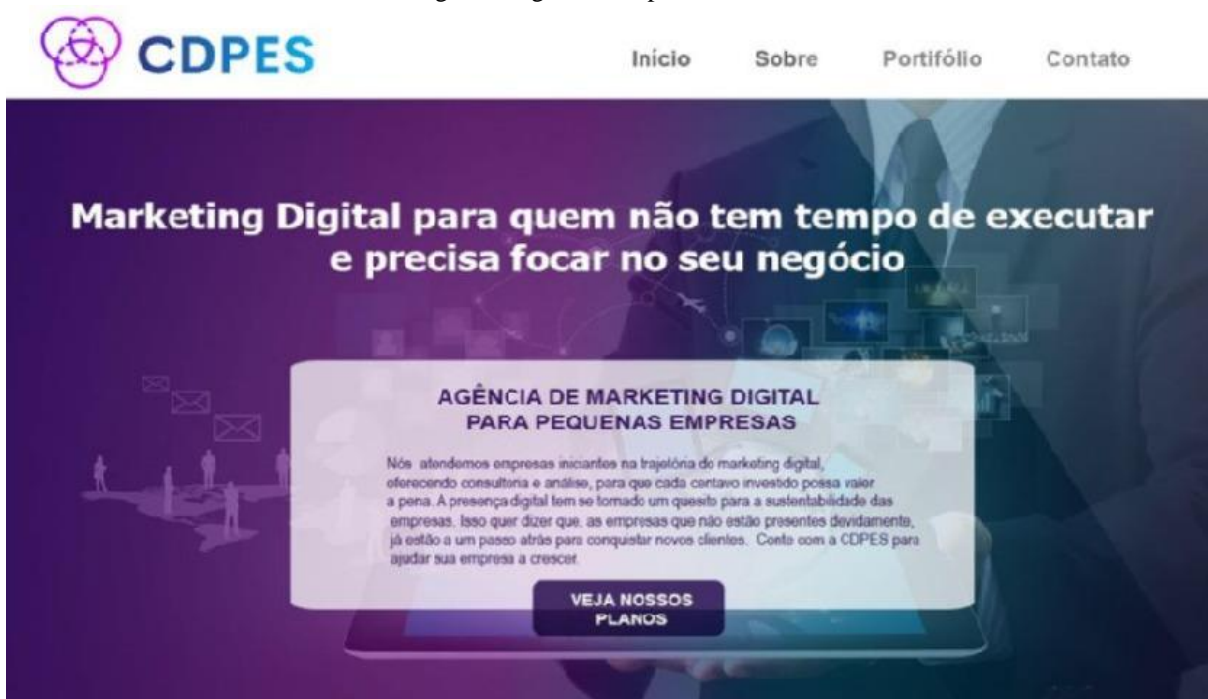 CDPES
Início Sobre Portifólio Contato
Marketing Digital para quem não tem tempo de executar
e precisa focar no seu negócio
AGÊNCIA DE MARKETING DIGITAL
PARA PEQUENAS EMPRESAS
Nós atendemos empresas iniciantes na trajetória do marketing digital,
oferecendo consultoria e análise, para que cada centavo investido possa valer
a pena. A presença digital tem se tornado um quesito para a sustentabilidade das
empresas. Isso quer dizer que, as empresas que não estão presentes devidamente,
já estão a um passo atrás para conquistar novos clientes. Conte com a CDPES para
ajudar sua empresa a crescer.
VEJA NOSSOS
PLANOS